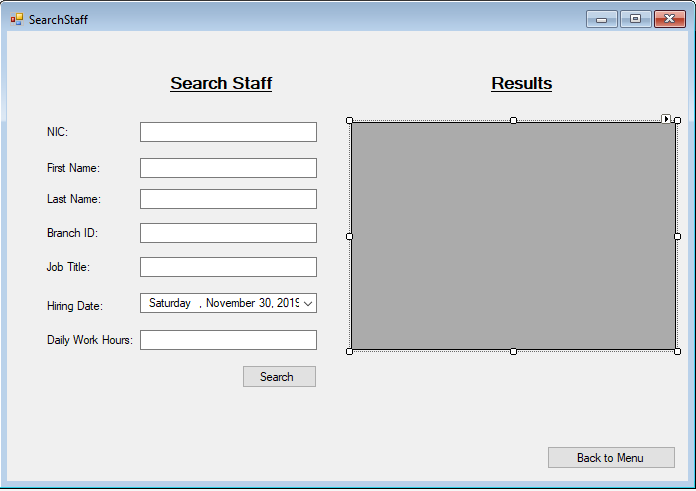 SearchStaff
Search Staff
Results
NIC:
First Name:
Last Name:
Branch ID:
Job Title:
Hiring Date:
Saturday , November 30, 2019
Daily Work Hours:
Search
Back to Menu